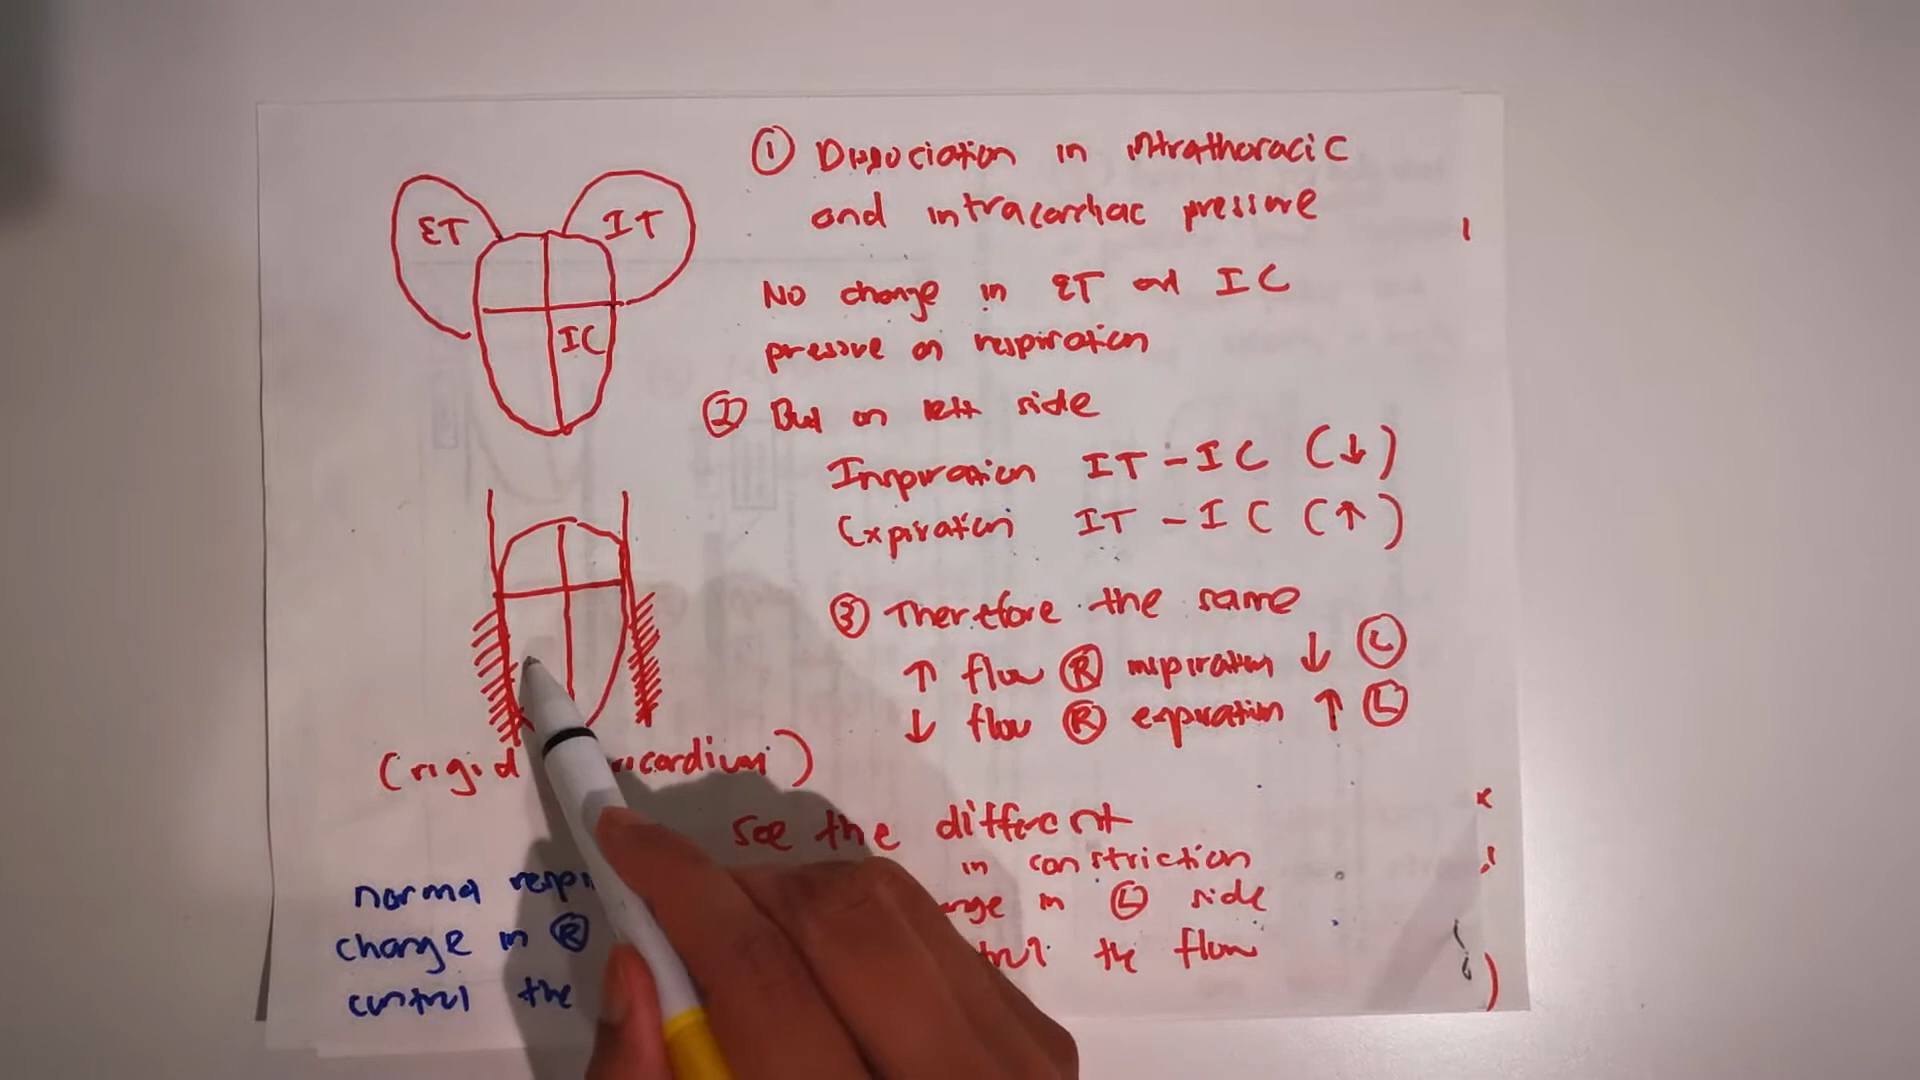 ET
IT
IC
① Dissociation in intrathoracic
and intracardiac pressure
No change in ET and IC
pressure on respiration
② But on left side
Inspiration IT - IC (↓)
Expiration IT - IC (↑)
③ Therefore the same
↑ flow Ⓡ inspiration ↓ Ⓛ
↓ flow Ⓡ expiration ↑ Ⓛ
(rigid
see the different
in constriction
in Ⓛ side
the flow
normal
change in Ⓡ
control the